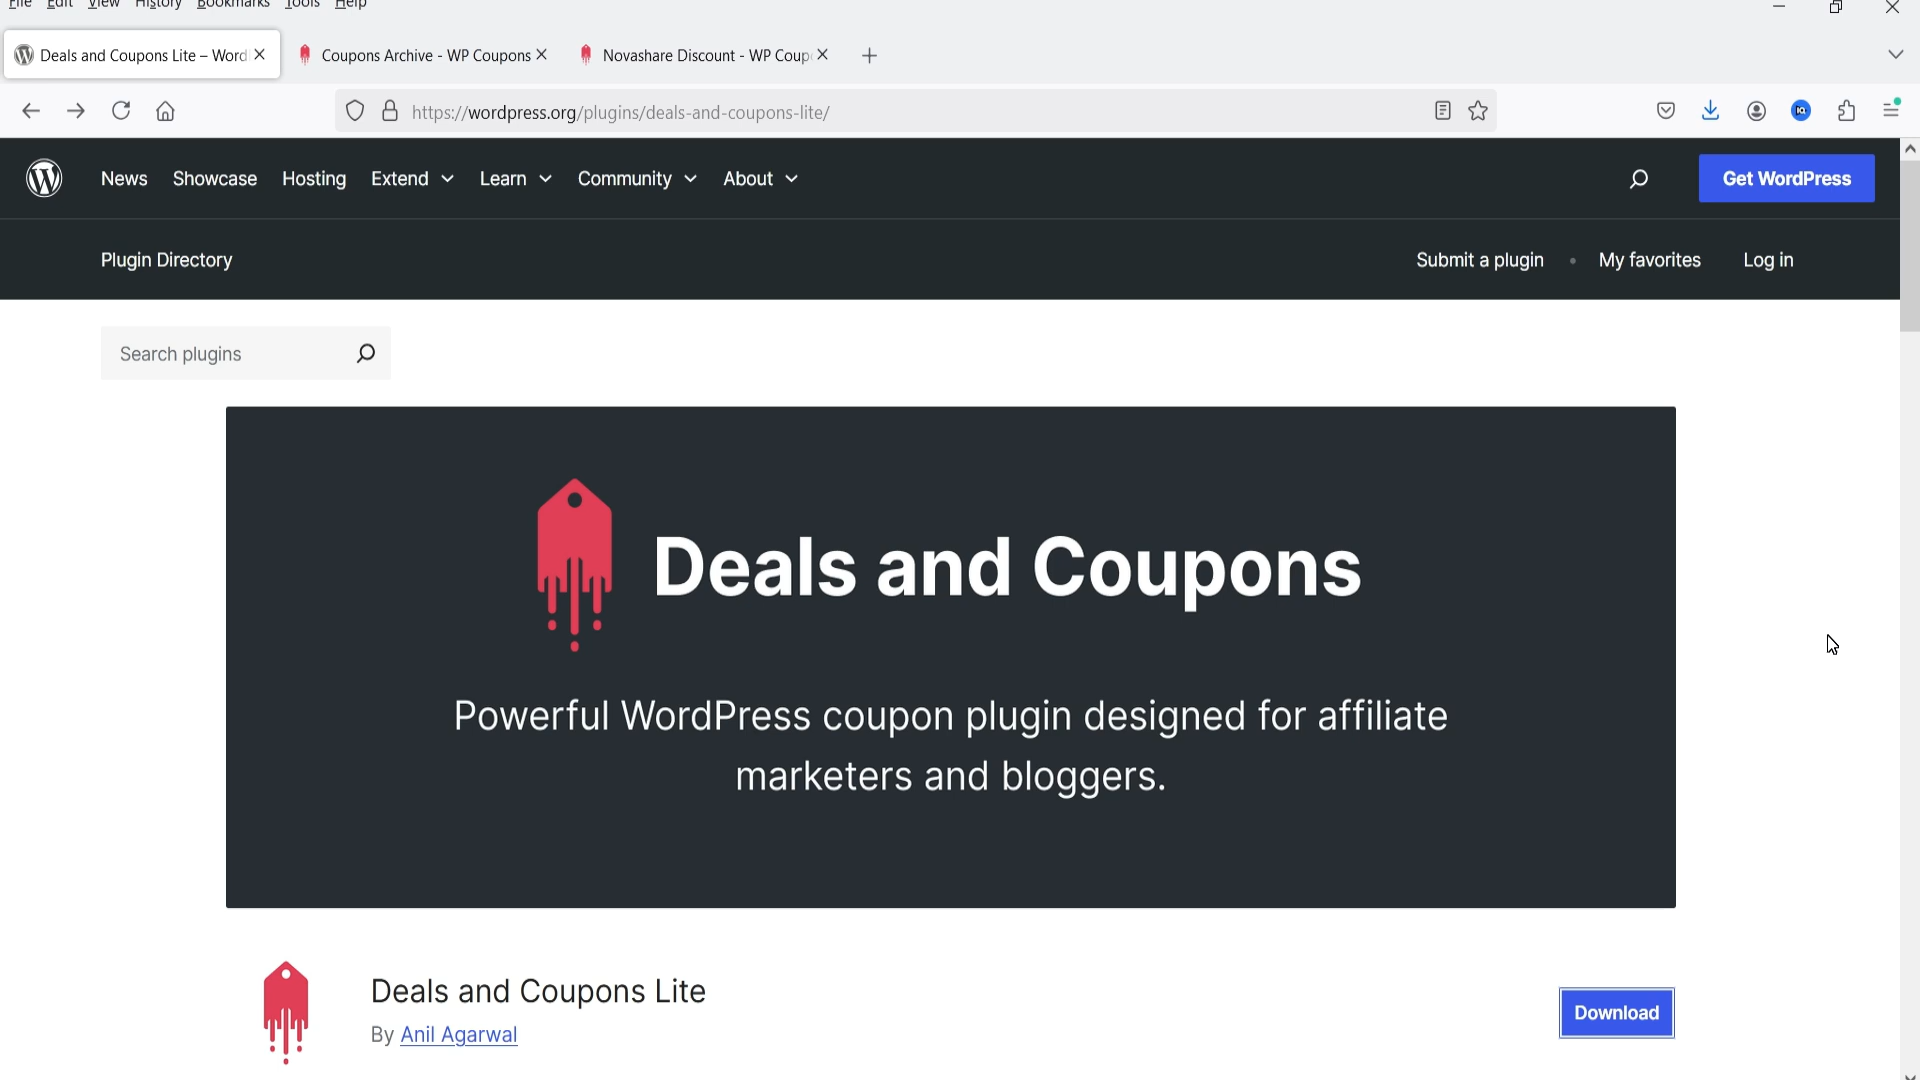 File Edit View History Bookmarks Tools Help
Deals and Coupons Lite – Word
Coupons Archive - WP Coupons
Novashare Discount - WP Coup
https://wordpress.org/plugins/deals-and-coupons-lite/
News Showcase Hosting Extend Learn Community About
Get WordPress
Plugin Directory
Submit a plugin • My favorites Log in
Search plugins
Deals and Coupons
Powerful WordPress coupon plugin designed for affiliate
marketers and bloggers.
Deals and Coupons Lite
By Anil Agarwal
Download